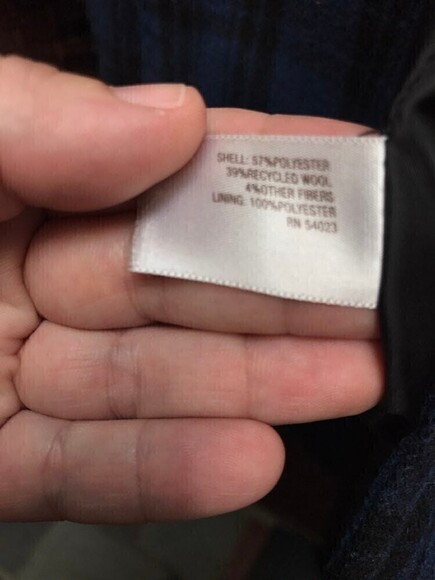 SHELL: 57%POLYESTER
39%RECYCLED WOOL
4%OTHER FIBERS
LINING: 100%POLYESTER
RN 54023